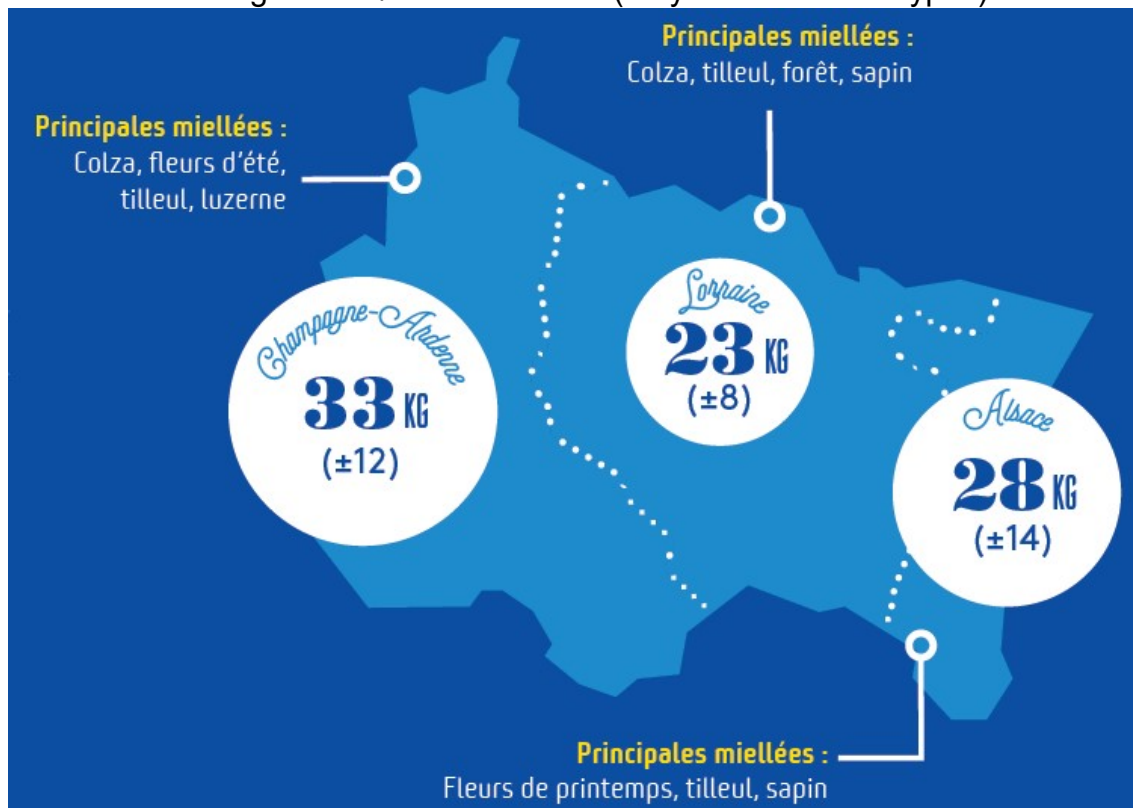 Principales miellées :
Colza, tilleul, forêt, sapin
Principales miellées :
Colza, fleurs d'été,
tilleul, luzerne
Champagne-Ardenne
33 KG
(±12)
Lorraine
23 KG
(±8)
Alsace
28 KG
(±14)
Principales miellées :
Fleurs de printemps, tilleul, sapin